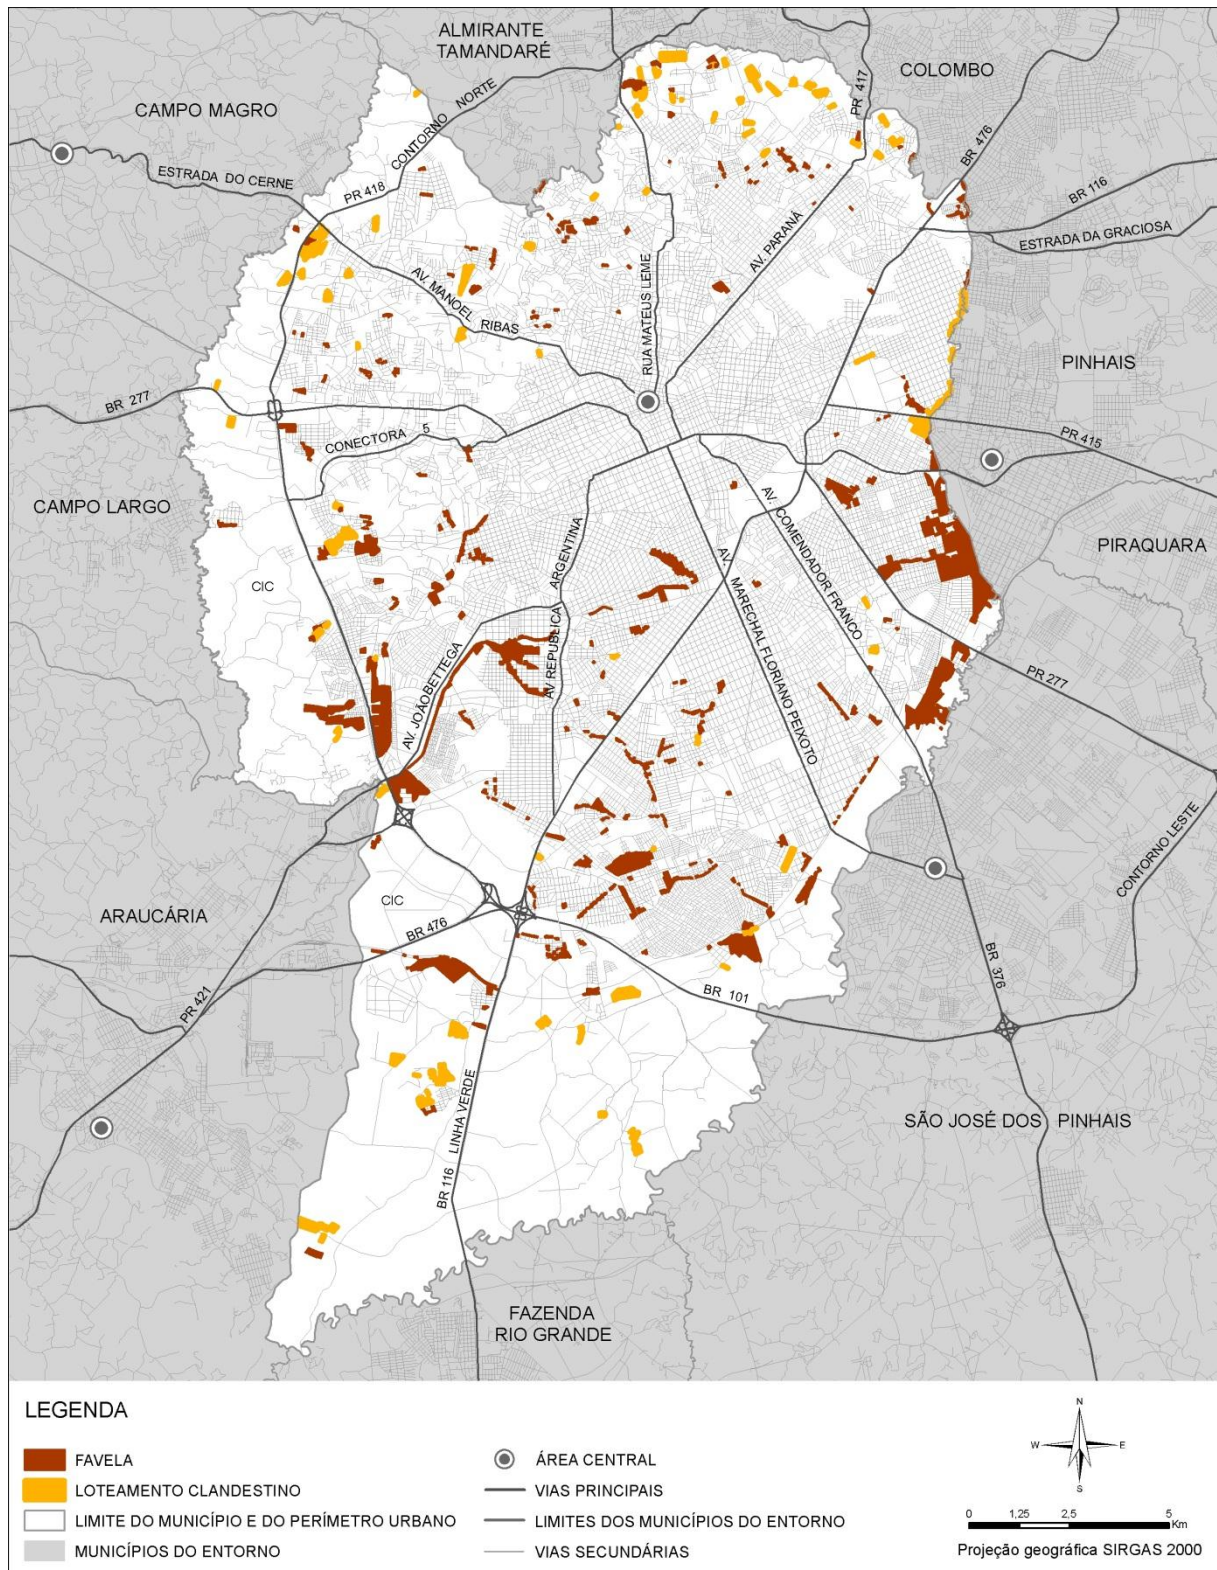 ALMIRANTE
TAMANDARÉ
COLOMBO
CAMPO MAGRO
CONTORNO NORTE
PR 417
BR 476
ESTRADA DO CERNE
PR 418
BR 116
ESTRADA DA GRACIOSA
AV. PARANÁ
AV. MANOEL RIBAS
RUA MATEUS LEME
PINHAIS
BR 277
CONECTORA 5
PR 415
CAMPO LARGO
AV. COMENDADOR FRANCO
PIRAQUARA
AV. MARECHAL FLORIANO PEIXOTO
AV REPUBLICA ARGENTINA
CIC
AV. JOÃO BETTEGA
PR 277
CONTORNO LESTE
CIC
ARAUCÁRIA
BR 476
BR 376
PR 421
BR 101
BR 116 LINHA VERDE
SÃO JOSÉ DOS PINHAIS
FAZENDA
RIO GRANDE
LEGENDA
FAVELA
LOTEAMENTO CLANDESTINO
LIMITE DO MUNICÍPIO E DO PERÍMETRO URBANO
MUNICÍPIOS DO ENTORNO
ÁREA CENTRAL
VIAS PRINCIPAIS
LIMITES DOS MUNICÍPIOS DO ENTORNO
VIAS SECUNDÁRIAS
N
W E
S
0 1,25 2,5 5
Km
Projeção geográfica SIRGAS 2000